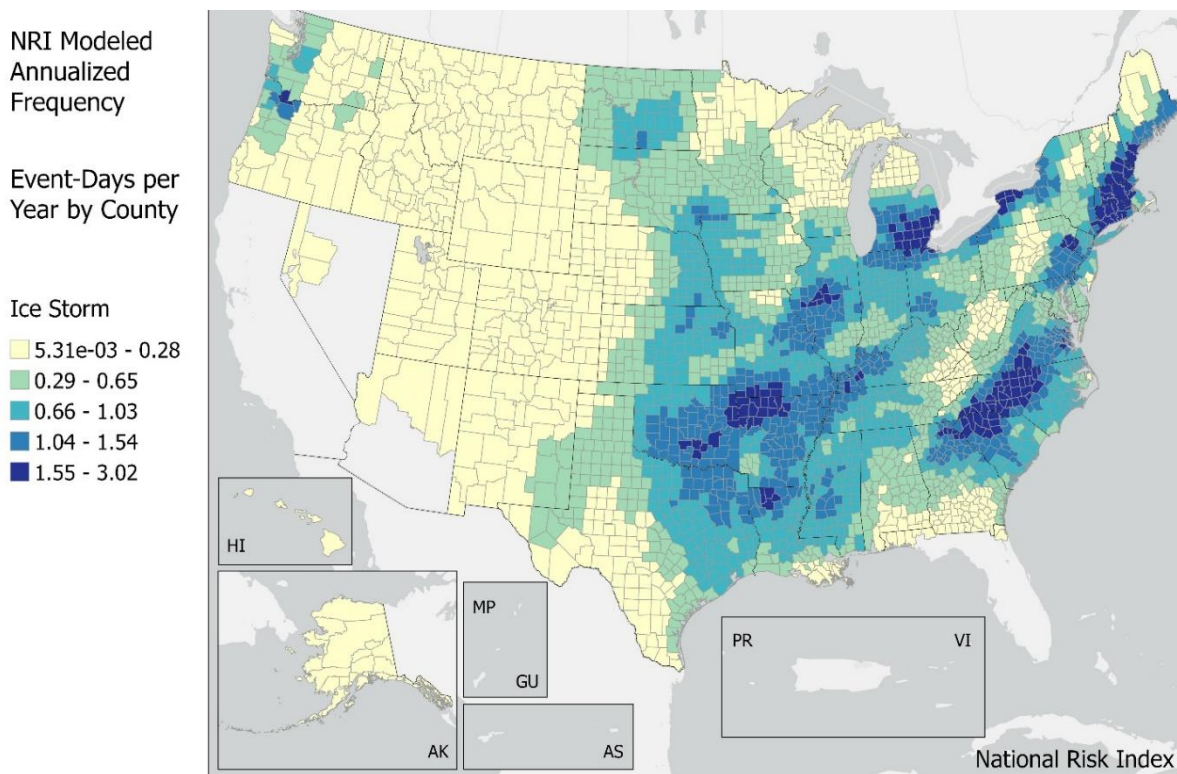 NRI Modeled
Annualized
Frequency
Event-Days per
Year by County
Ice Storm
5.31e-03 - 0.28
0.29 - 0.65
0.66 - 1.03
1.04 - 1.54
1.55 - 3.02
HI
AK
MP
GU
AS
PR
VI
National Risk Index